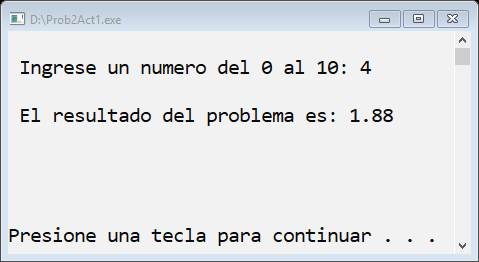 D:\Prob2Act1.exe
Ingrese un numero del 0 al 10: 4
El resultado del problema es: 1.88
Presione una tecla para continuar . . .